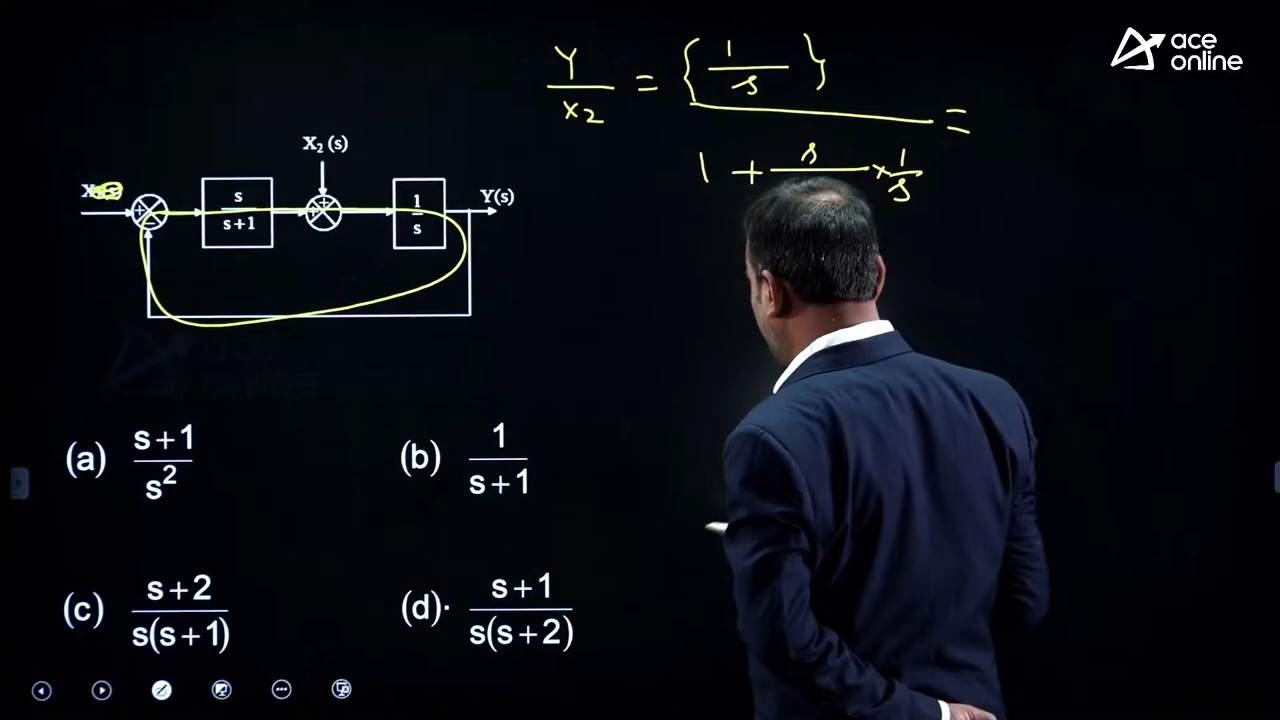 ace
online
Y / X2 = { 1 / s } / 1 + s / × 1 / s =
X2 (s)
s / s+1
1 / s
Y(s)
+
+
+
(a) s+1 / s²
(b) 1 / s+1
(c) s+2 / s(s+1)
(d)· s+1 / s(s+2)